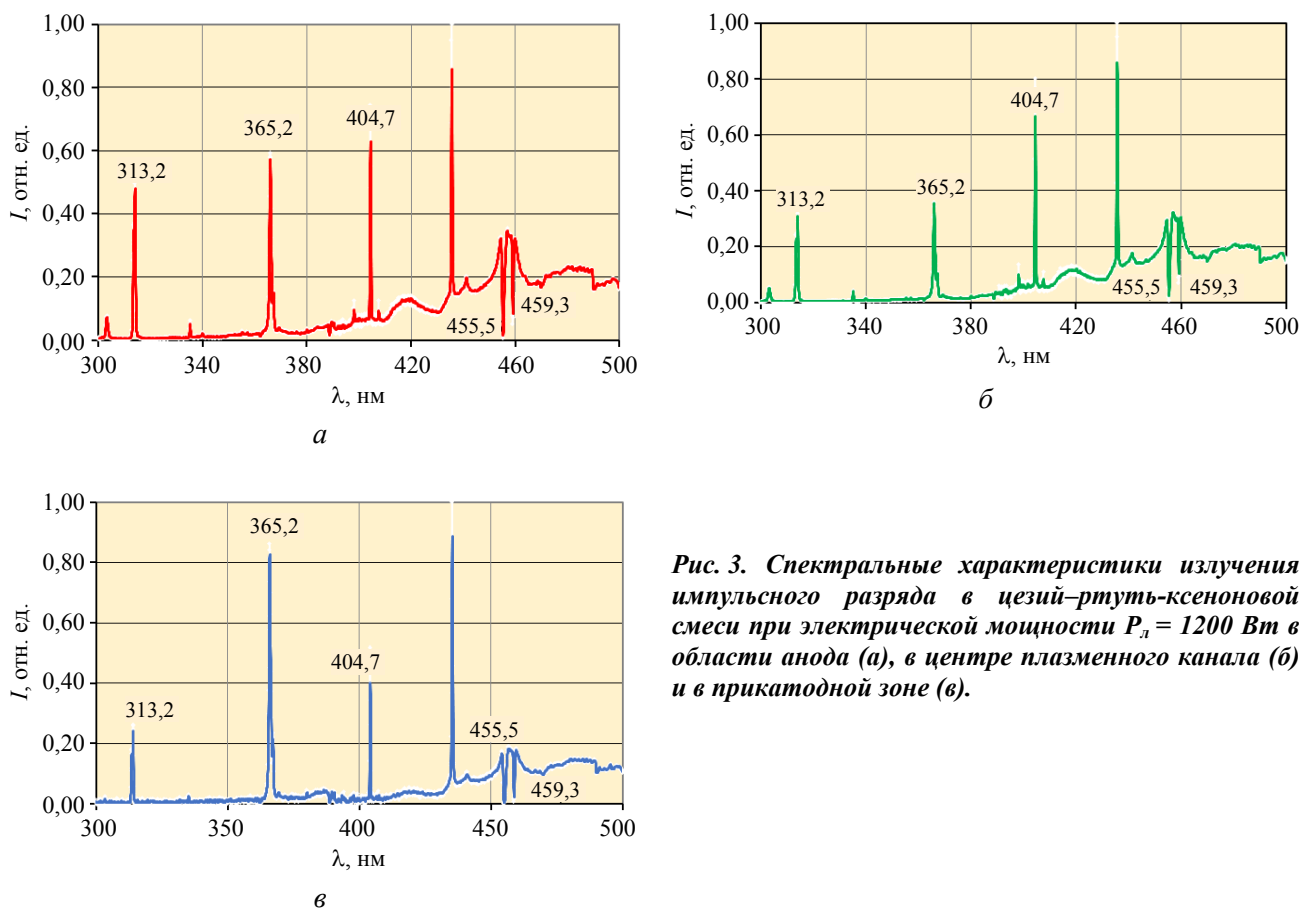 1,00
0,80
0,60
0,40
0,20
0,00
I, отн. ед.
313,2
365,2
404,7
455,5
459,3
300 340 380 420 460 500
λ, нм
а
1,00
0,80
0,60
0,40
0,20
0,00
I, отн. ед.
313,2
365,2
404,7
455,5
459,3
300 340 380 420 460 500
λ, нм
б
1,00
0,80
0,60
0,40
0,20
0,00
I, отн. ед.
313,2
365,2
404,7
455,5
459,3
300 350 400 450 500
λ, нм
в
Рис. 3. Спектральные характеристики излучения
импульсного разряда в цезий–ртуть-ксеноновой
смеси при электрической мощности Pл = 1200 Вт в
области анода (а), в центре плазменного канала (б)
и в прикатодной зоне (в).